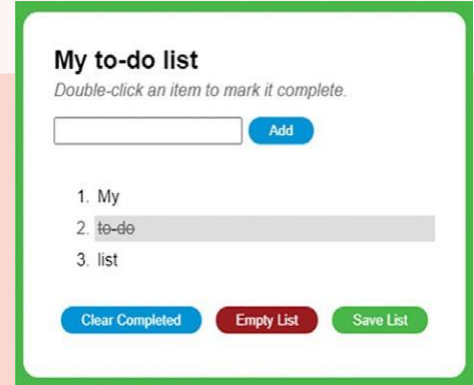 My to-do list
Double-click an item to mark it complete.
Add
1. My
2. to-do
3. list
Clear Completed Empty List Save List